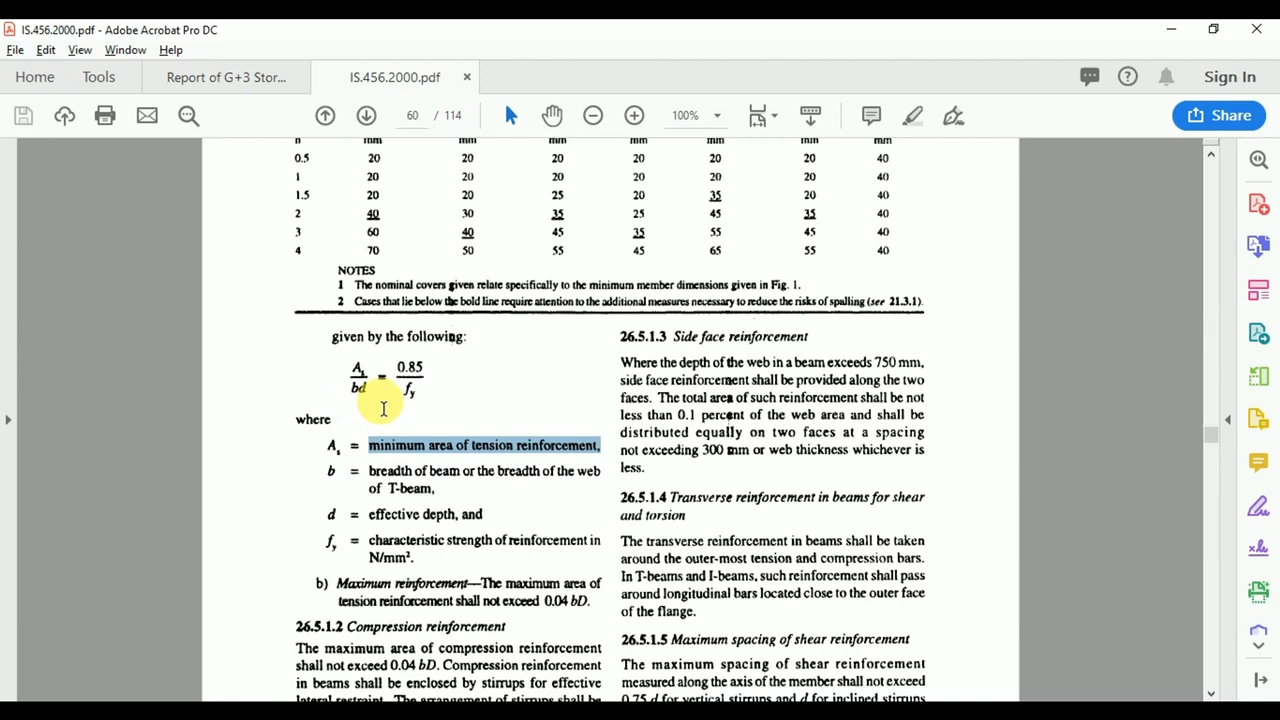 IS.456.2000.pdf - Adobe Acrobat Pro DC
File Edit View Window Help
Home Tools Report of G+3 Stor... IS.456.2000.pdf × Sign In
60 / 114 100% Share
mm mm mm mm mm mm mm
0.5 20 20 20 20 20 20 40
1 20 20 20 20 20 20 40
1.5 20 20 25 20 35 20 40
2 40 30 35 25 45 35 40
3 60 40 45 35 55 45 40
4 70 50 55 45 65 55 40
NOTES
1 The nominal covers given relate specifically to the minimum member dimensions given in Fig. 1.
2 Cases that lie below the bold line require attention to the additional measures necessary to reduce the risks of spalling (see 21.3.1).
given by the following:
As/bd = 0.85/fy
where
As = minimum area of tension reinforcement,
b = breadth of beam or the breadth of the web
of T-beam,
d = effective depth, and
fy = characteristic strength of reinforcement in
N/mm².
b) Maximum reinforcement—The maximum area of
tension reinforcement shall not exceed 0.04 bD.
26.5.1.2 Compression reinforcement
The maximum area of compression reinforcement
shall not exceed 0.04 bD. Compression reinforcement
in beams shall be enclosed by stirrups for effective
lateral restraint. The arrangement of stirrups shall be
26.5.1.3 Side face reinforcement
Where the depth of the web in a beam exceeds 750 mm,
side face reinforcement shall be provided along the two
faces. The total area of such reinforcement shall be not
less than 0.1 percent of the web area and shall be
distributed equally on two faces at a spacing
not exceeding 300 mm or web thickness whichever is
less.
26.5.1.4 Transverse reinforcement in beams for shear
and torsion
The transverse reinforcement in beams shall be taken
around the outer-most tension and compression bars.
In T-beams and I-beams, such reinforcement shall pass
around longitudinal bars located close to the outer face
of the flange.
26.5.1.5 Maximum spacing of shear reinforcement
The maximum spacing of shear reinforcement
measured along the axis of the member shall not exceed
0.75 d for vertical stirrups and d for inclined stirrups